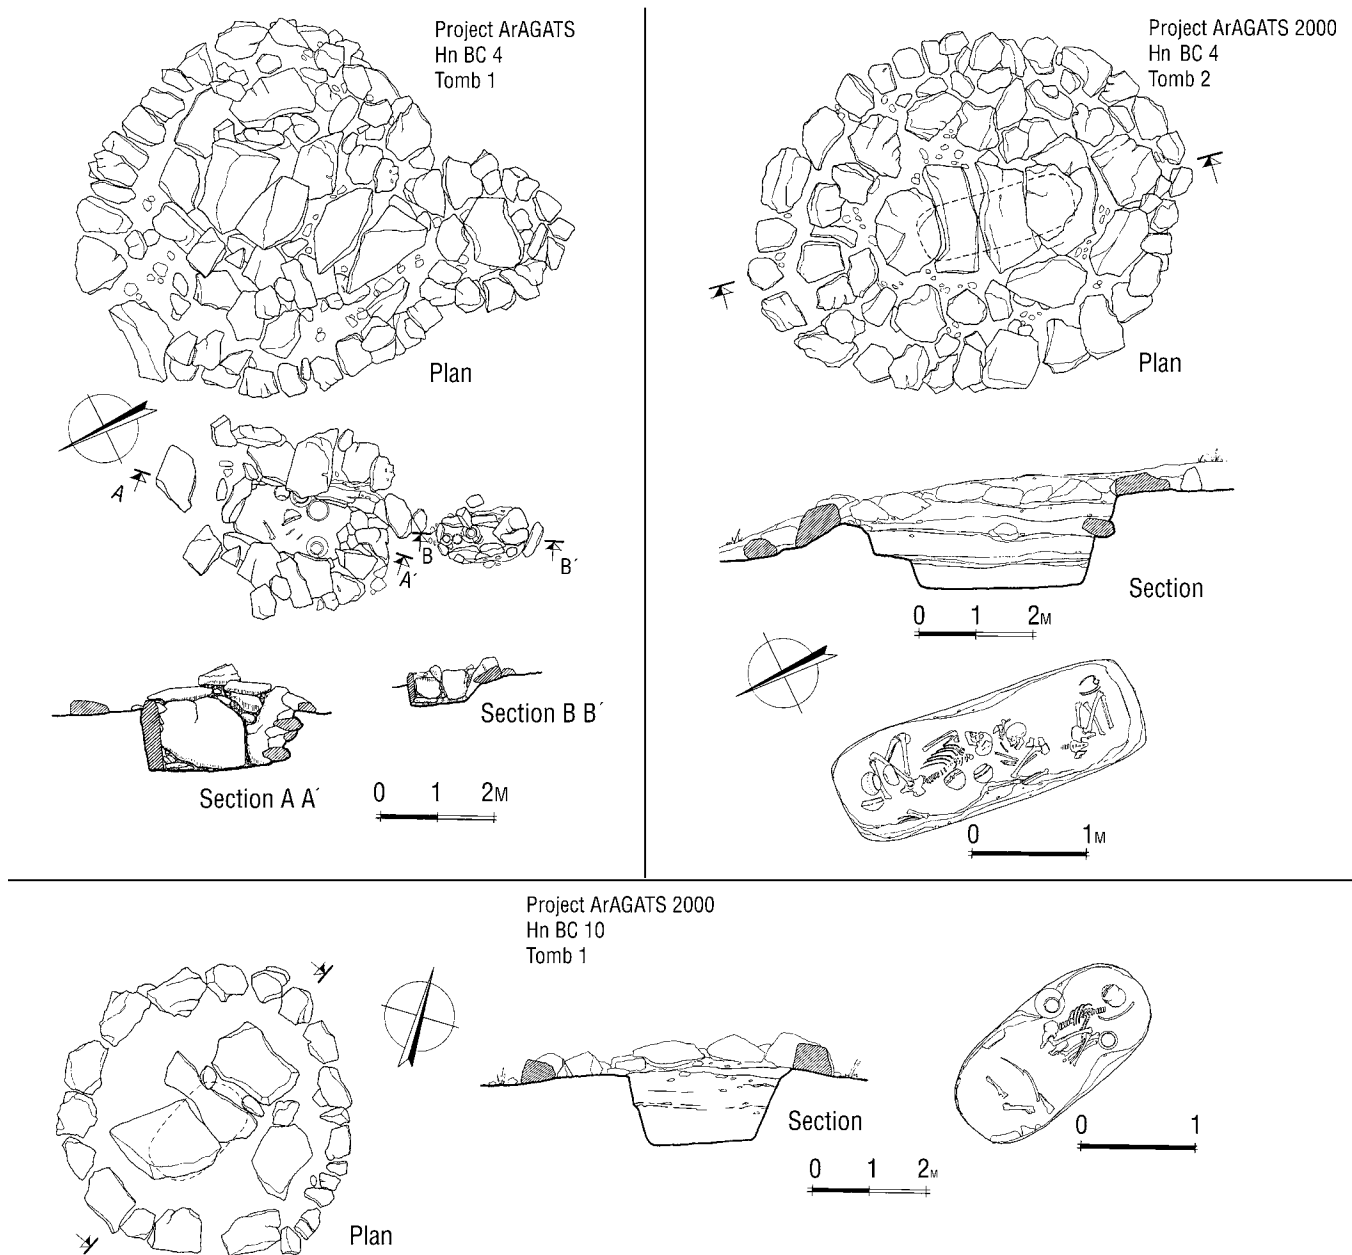 Project ArAGATS
Hn BC 4
Tomb 1
Plan
A
A´
B
B´
Section A A´
Section B B´
0 1 2M
Project ArAGATS 2000
Hn BC 4
Tomb 2
Plan
Section
0 1 2M
0 1M
Project ArAGATS 2000
Hn BC 10
Tomb 1
Plan
Section
0 1 2M
0 1